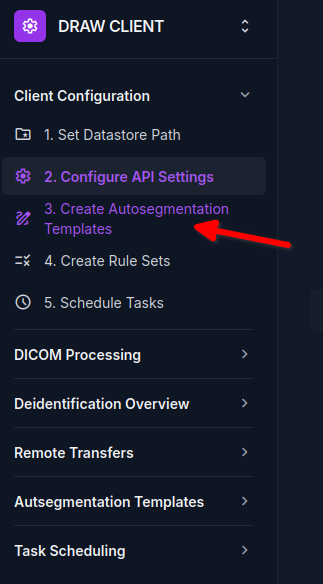 DRAW CLIENT
Client Configuration
1. Set Datastore Path
2. Configure API Settings
3. Create Autosegmentation
Templates
4. Create Rule Sets
5. Schedule Tasks
DICOM Processing
Deidentification Overview
Remote Transfers
Autsegmentation Templates
Task Scheduling